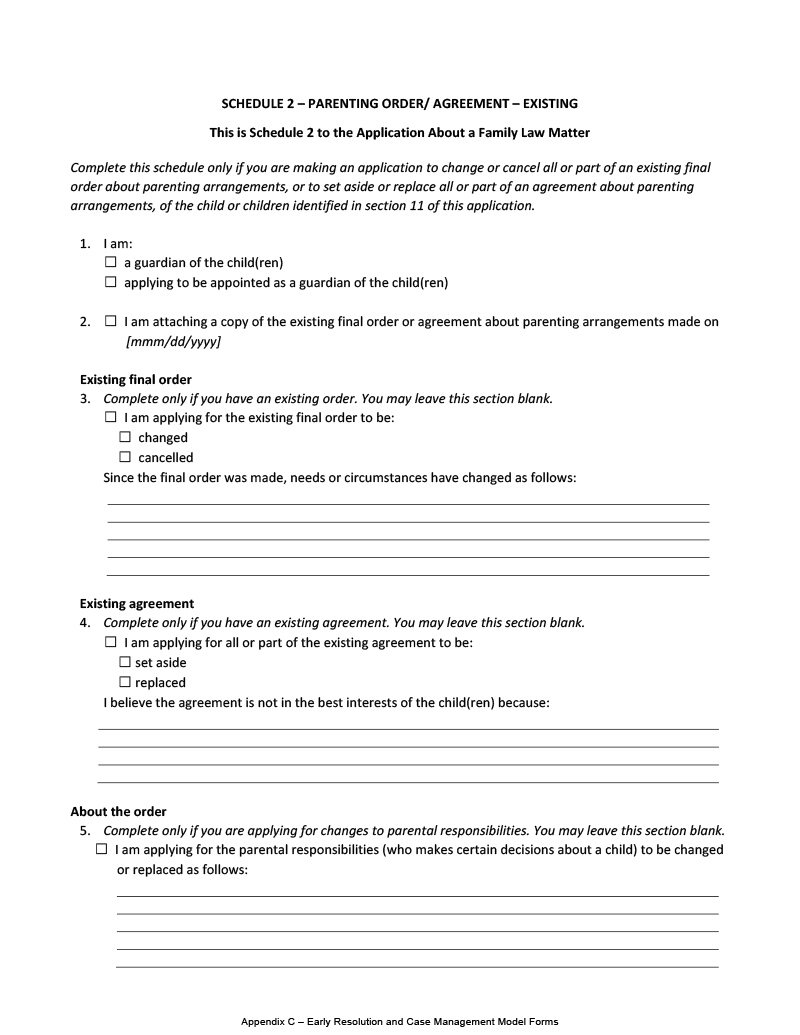 SCHEDULE 2 – PARENTING ORDER/ AGREEMENT – EXISTING
This is Schedule 2 to the Application About a Family Law Matter
Complete this schedule only if you are making an application to change or cancel all or part of an existing final
order about parenting arrangements, or to set aside or replace all or part of an agreement about parenting
arrangements, of the child or children identified in section 11 of this application.
1. I am:
☐ a guardian of the child(ren)
☐ applying to be appointed as a guardian of the child(ren)
2. ☐ I am attaching a copy of the existing final order or agreement about parenting arrangements made on
[mmm/dd/yyyy]
Existing final order
3. Complete only if you have an existing order. You may leave this section blank.
☐ I am applying for the existing final order to be:
☐ changed
☐ cancelled
Since the final order was made, needs or circumstances have changed as follows:
Existing agreement
4. Complete only if you have an existing agreement. You may leave this section blank.
☐ I am applying for all or part of the existing agreement to be:
☐ set aside
☐ replaced
I believe the agreement is not in the best interests of the child(ren) because:
About the order
5. Complete only if you are applying for changes to parental responsibilities. You may leave this section blank.
☐ I am applying for the parental responsibilities (who makes certain decisions about a child) to be changed
or replaced as follows:
Appendix C – Early Resolution and Case Management Model Forms